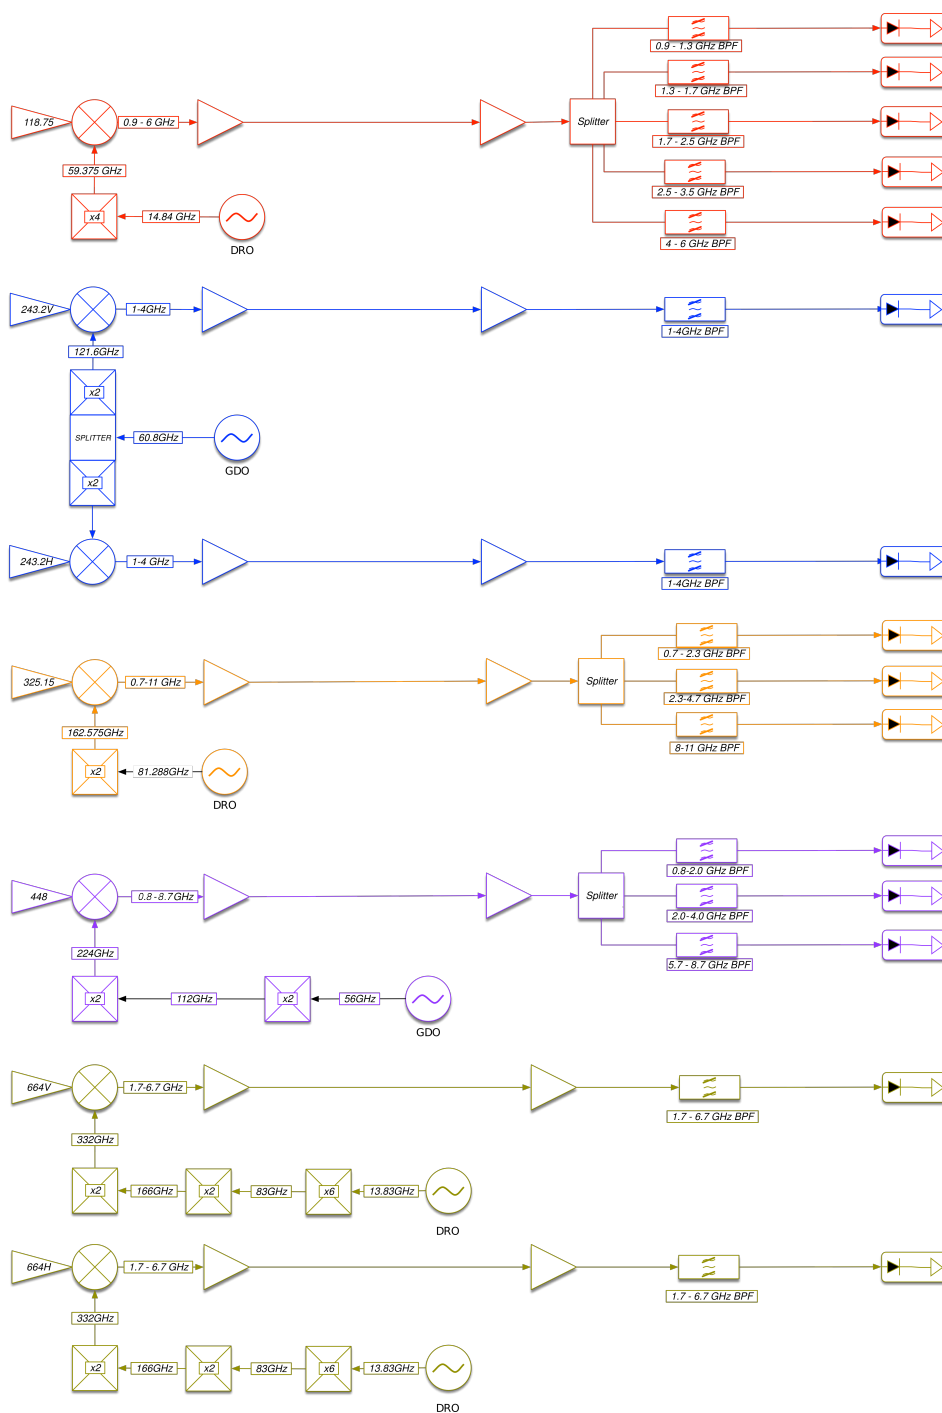 0.9 - 1.3 GHz BPF
1.3 - 1.7 GHz BPF
118.75
0.9 - 6 GHz
Splitter
1.7 - 2.5 GHz BPF
59.375 GHz
2.5 - 3.5 GHz BPF
x4
14.84 GHz
4 - 6 GHz BPF
DRO
243.2V
1-4GHz
1-4GHz BPF
121.6GHz
x2
SPLITTER
60.8GHz
GDO
x2
243.2H
1-4 GHz
1-4GHz BPF
0.7 - 2.3 GHz BPF
325.15
0.7-11 GHz
Splitter
2.3-4.7 GHz BPF
162.575GHz
8-11 GHz BPF
x2
81.288GHz
DRO
0.8-2.0 GHz BPF
448
0.8 -8.7GHz
Splitter
2.0-4.0 GHz BPF
224GHz
5.7 - 8.7 GHz BPF
x2
112GHz
x2
56GHz
GDO
664V
1.7-6.7 GHz
1.7 - 6.7 GHz BPF
332GHz
x2
166GHz
x2
83GHz
x6
13.83GHz
DRO
664H
1.7 - 6.7 GHz
1.7 - 6.7 GHz BPF
332GHz
x2
166GHz
x2
83GHz
x6
13.83GHz
DRO